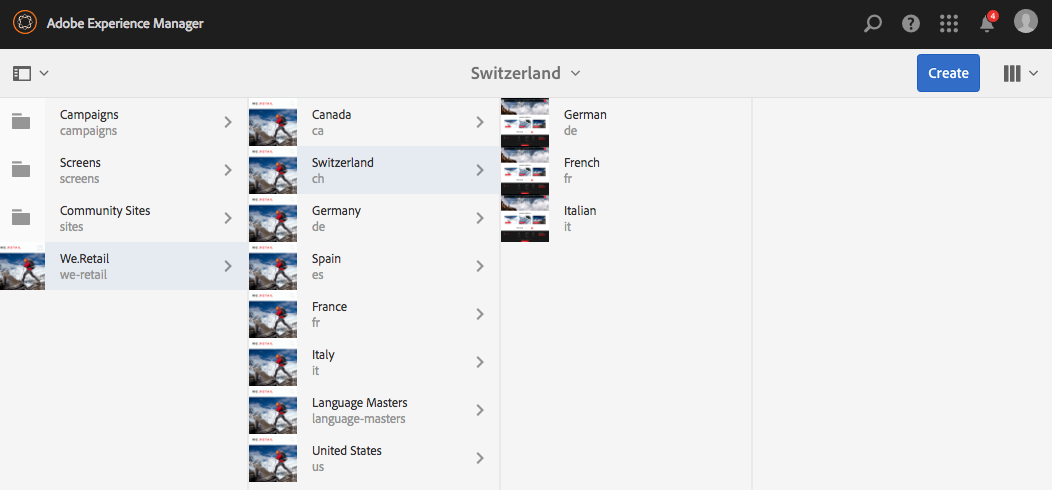 Adobe Experience Manager
4
Switzerland
Create
Campaigns
campaigns
Screens
screens
Community Sites
sites
We.Retail
we-retail
Canada
ca
Switzerland
ch
Germany
de
Spain
es
France
fr
Italy
it
Language Masters
language-masters
United States
us
German
de
French
fr
Italian
it